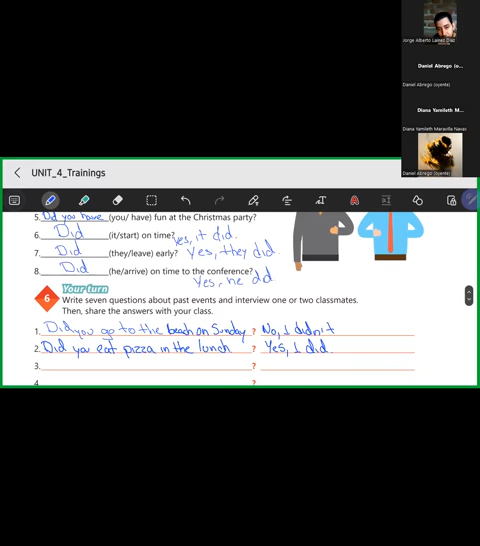 Jorge Alberto Lainez Diaz
Daniel Abrego (o...
Daniel Abrego (oyente)
Diana Yamileth M...
Diana Yamileth Maravilla Navas
Daniel Abrego (oyente)
UNIT_4_Trainings
5. Did you have (you/ have) fun at the Christmas party?
6. Did (it/start) on time? yes, it did.
7. Did (they/leave) early? yes, they did.
8. Did (he/arrive) on time to the conference?
Yes, he did
6 Your turn
Write seven questions about past events and interview one or two classmates.
Then, share the answers with your class.
1. Did you go to the beach on Sunday ? No, I didn't
2. Did you eat pizza in the lunch ? Yes, I did.
3. ?
4 ?